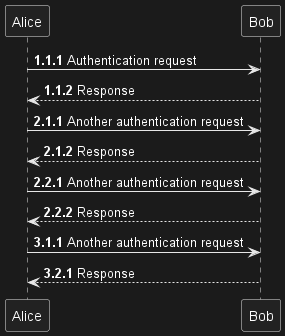 Alice Bob
1.1.1 Authentication request
1.1.2 Response
2.1.1 Another authentication request
2.1.2 Response
2.2.1 Another authentication request
2.2.2 Response
3.1.1 Another authentication request
3.2.1 Response
Alice Bob